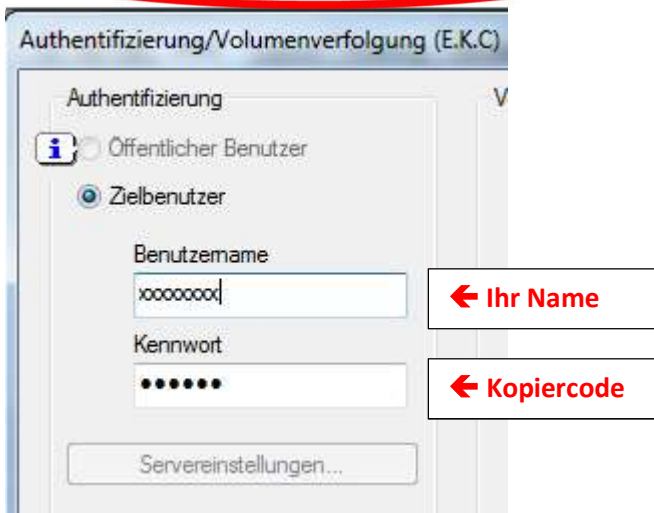 Authentifizierung/Volumenverfolgung (E.K.C)
Authentifizierung
i Öffentlicher Benutzer
Zielbenutzer
Benutzername
xxxxxxxx
← Ihr Name
Kennwort
••••••
← Kopiercode
Servereinstellungen...